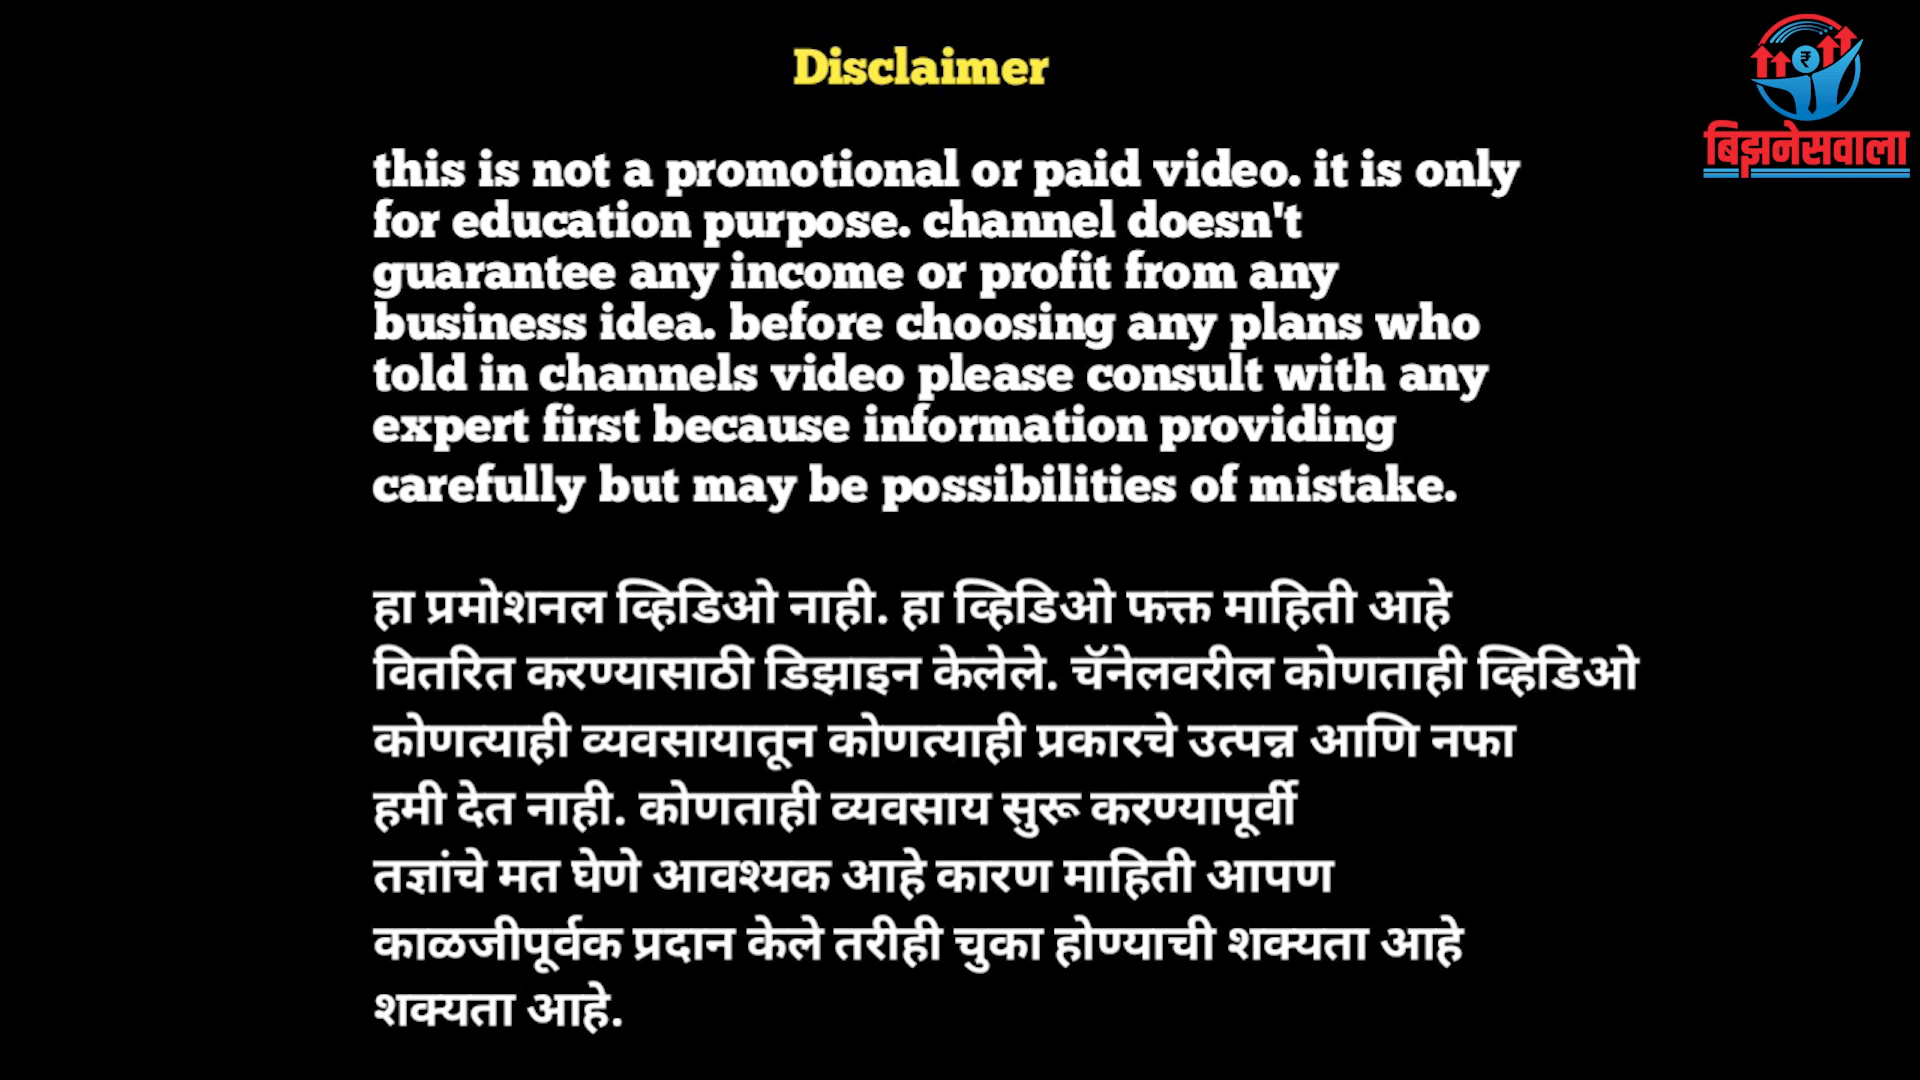 Disclaimer
बिझनेसवाला
this is not a promotional or paid video. it is only
for education purpose. channel doesn't
guarantee any income or profit from any
business idea. before choosing any plans who
told in channels video please consult with any
expert first because information providing
carefully but may be possibilities of mistake.
हा प्रमोशनल व्हिडिओ नाही. हा व्हिडिओ फक्त माहिती आहे
वितरित करण्यासाठी डिझाइन केलेले. चॅनेलवरील कोणताही व्हिडिओ
कोणत्याही व्यवसायातून कोणत्याही प्रकारचे उत्पन्न आणि नफा
हमी देत नाही. कोणताही व्यवसाय सुरू करण्यापूर्वी
तज्ञांचे मत घेणे आवश्यक आहे कारण माहिती आपण
काळजीपूर्वक प्रदान केले तरीही चुका होण्याची शक्यता आहे
शक्यता आहे.